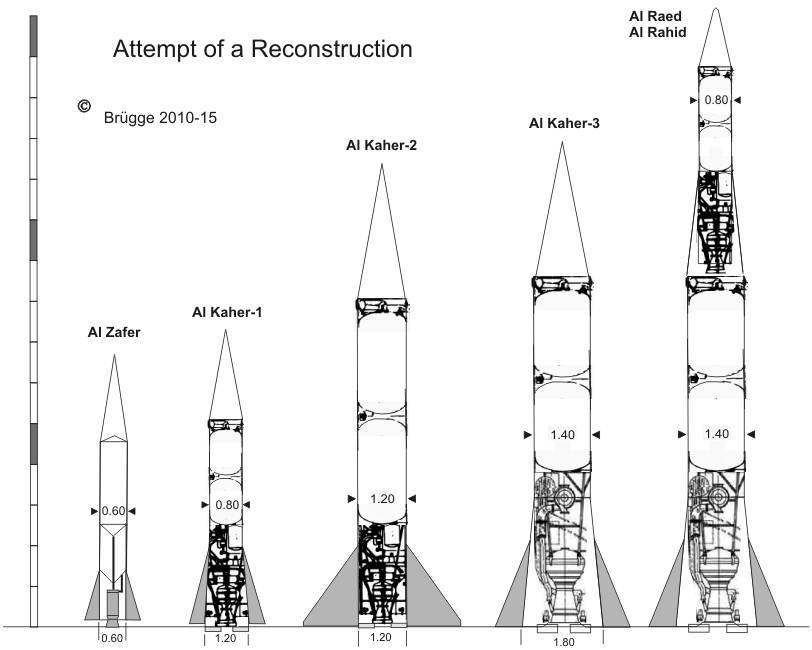 Al Raed
Al Rahid
Attempt of a Reconstruction
©
Brügge 2010-15
0.80
Al Kaher-3
Al Kaher-2
Al Kaher-1
Al Zafer
1.40
1.40
1.20
0.80
0.60
0.60
1.20
1.20
1.80